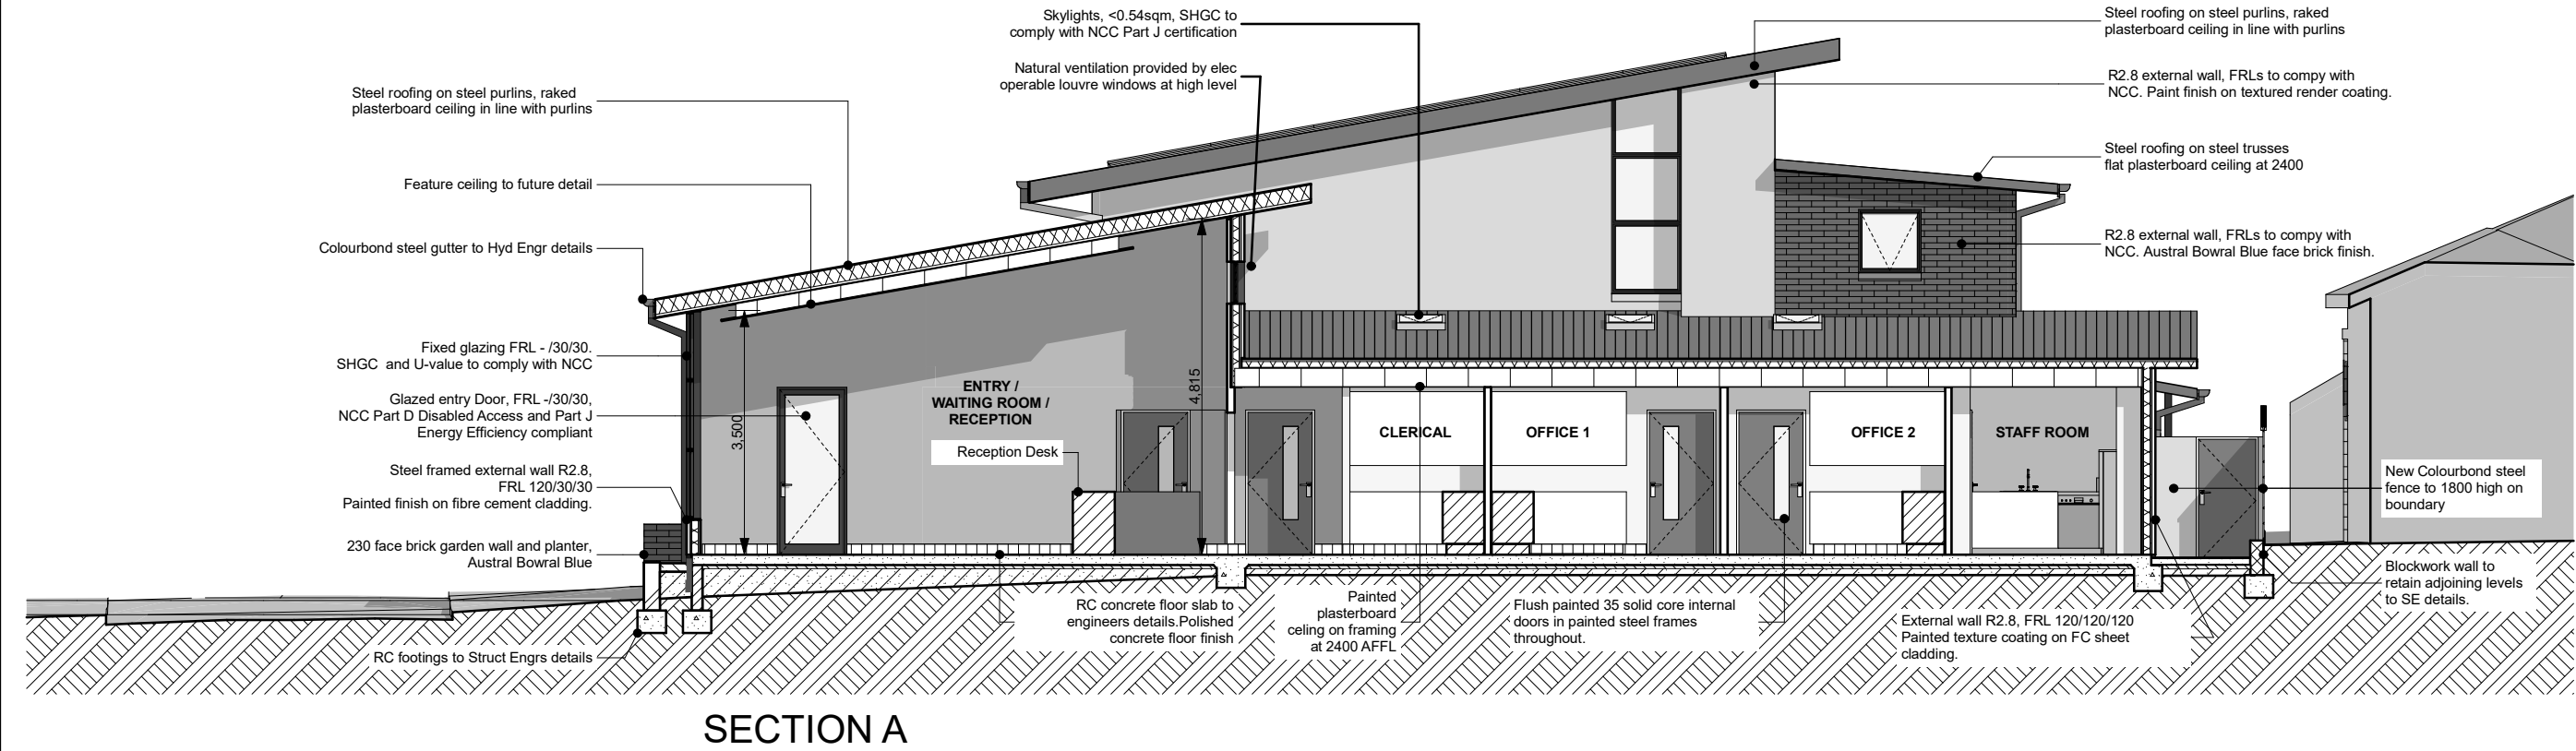 Skylights, <0.54sqm, SHGC to
comply with NCC Part J certification
Natural ventilation provided by elec
operable louvre windows at high level
Steel roofing on steel purlins, raked
plasterboard ceiling in line with purlins
R2.8 external wall, FRLs to compy with
NCC. Paint finish on textured render coating.
Steel roofing on steel trusses
flat plasterboard ceiling at 2400
R2.8 external wall, FRLs to compy with
NCC. Austral Bowral Blue face brick finish.
Steel roofing on steel purlins, raked
plasterboard ceiling in line with purlins
Feature ceiling to future detail
Colourbond steel gutter to Hyd Engr details
Fixed glazing FRL - /30/30.
SHGC and U-value to comply with NCC
Glazed entry Door, FRL -/30/30,
NCC Part D Disabled Access and Part J
Energy Efficiency compliant
Steel framed external wall R2.8,
FRL 120/30/30
Painted finish on fibre cement cladding.
230 face brick garden wall and planter,
Austral Bowral Blue
RC footings to Struct Engrs details
3,500
ENTRY /
WAITING ROOM /
RECEPTION
Reception Desk
4,815
CLERICAL
OFFICE 1
OFFICE 2
STAFF ROOM
New Colourbond steel
fence to 1800 high on
boundary
Blockwork wall to
retain adjoining levels
to SE details.
RC concrete floor slab to
engineers details.Polished
concrete floor finish
Painted
plasterboard
celing on framing
at 2400 AFFL
Flush painted 35 solid core internal
doors in painted steel frames
throughout.
External wall R2.8, FRL 120/120/120
Painted texture coating on FC sheet
cladding.
SECTION A